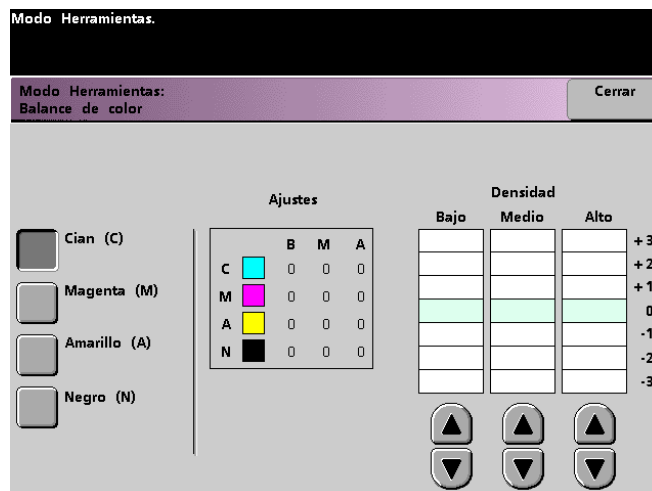 Modo Herramientas.
Modo Herramientas:
Balance de color
Cerrar
Cian (C)
Magenta (M)
Amarillo (A)
Negro (N)
Ajustes
B M A
C 0 0 0
M 0 0 0
A 0 0 0
N 0 0 0
Densidad
Bajo Medio Alto
+3
+2
+1
0
-1
-2
-3